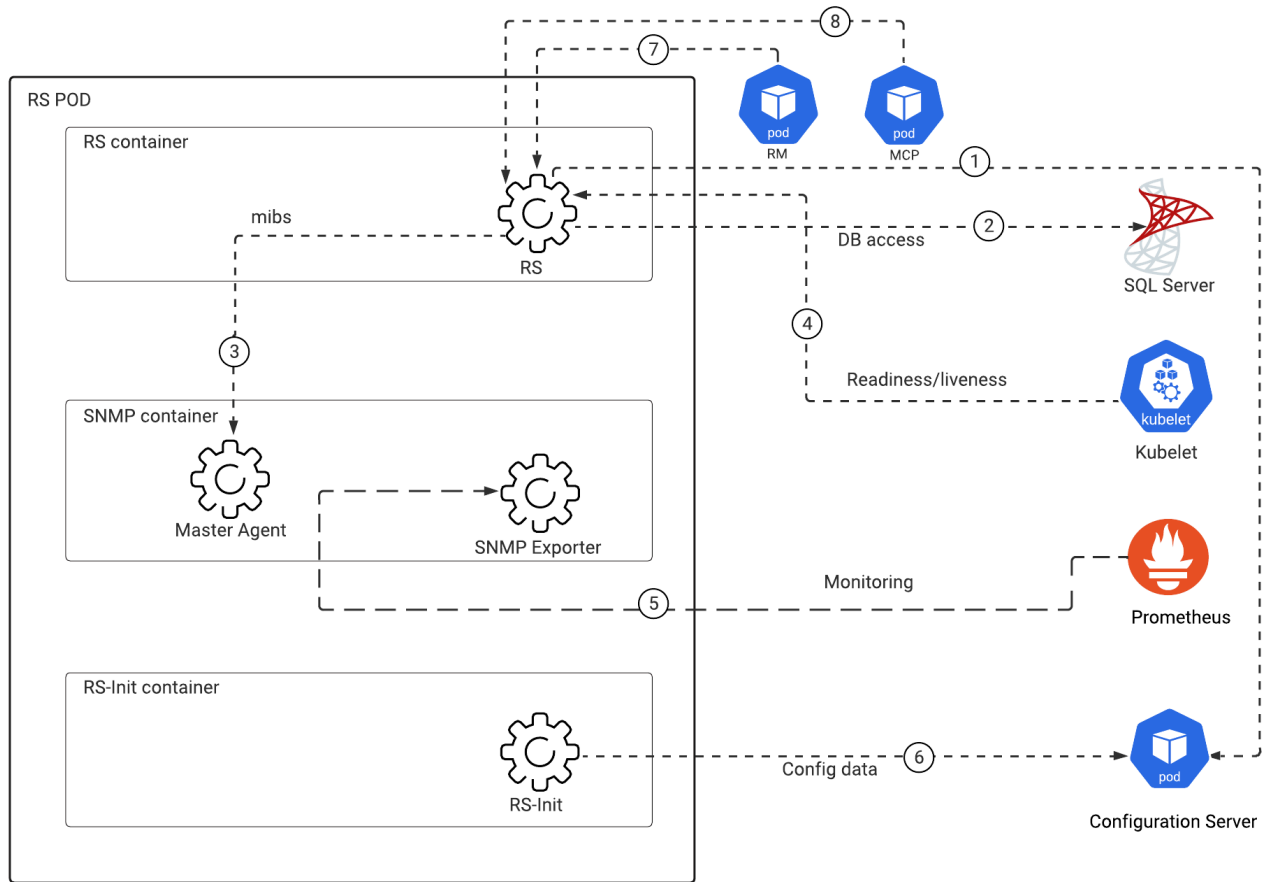 8
7
RS POD
pod
RM
pod
MCP
RS container
1
mibs
RS
DB access
2
SQL Server
4
3
Readiness/liveness
kubelet
Kubelet
SNMP container
Master Agent
SNMP Exporter
Monitoring
5
Prometheus
RS-Init container
RS-Init
Config data
6
pod
Configuration Server